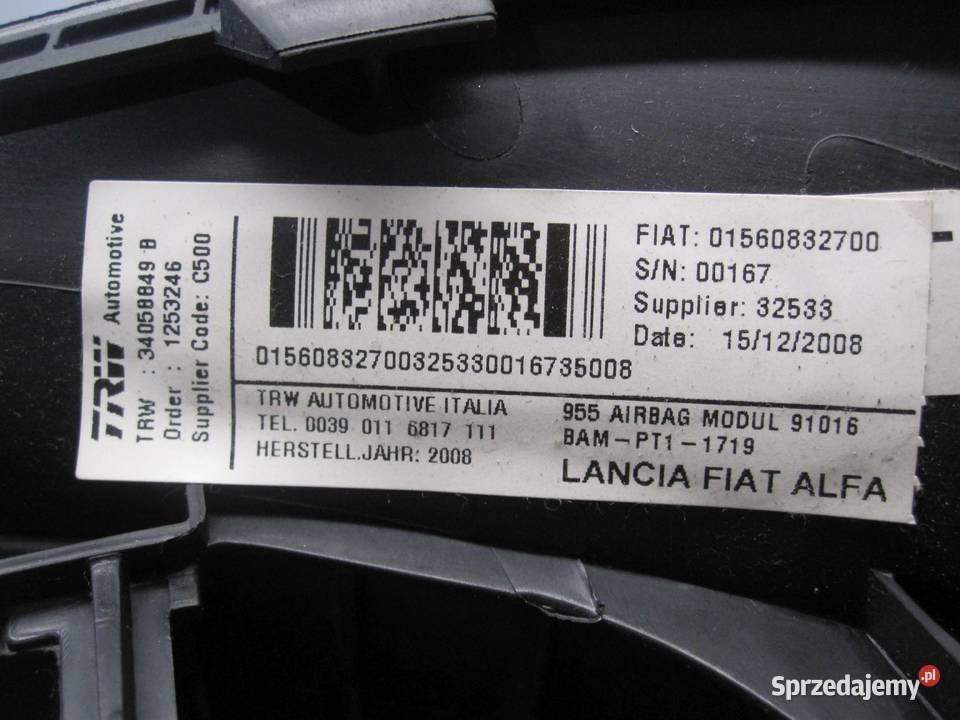 TRW Automotive
TRW : 34058849 B
Order : 1253246
Supplier Code: C500
FIAT: 01560832700
S/N: 00167
Supplier: 32533
Date: 15/12/2008
01560832700325330016735008
TRW AUTOMOTIVE ITALIA
TEL. 0039 011 6817 111
HERSTELL.JAHR: 2008
955 AIRBAG MODUL 91016
BAM-PT1-1719
LANCIA FIAT ALFA
Sprzedajemy.pl